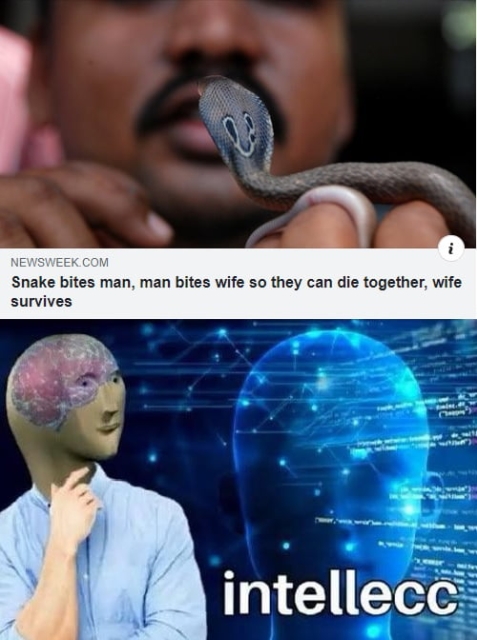 i
NEWSWEEK.COM
Snake bites man, man bites wife so they can die together, wife
survives
intellecc